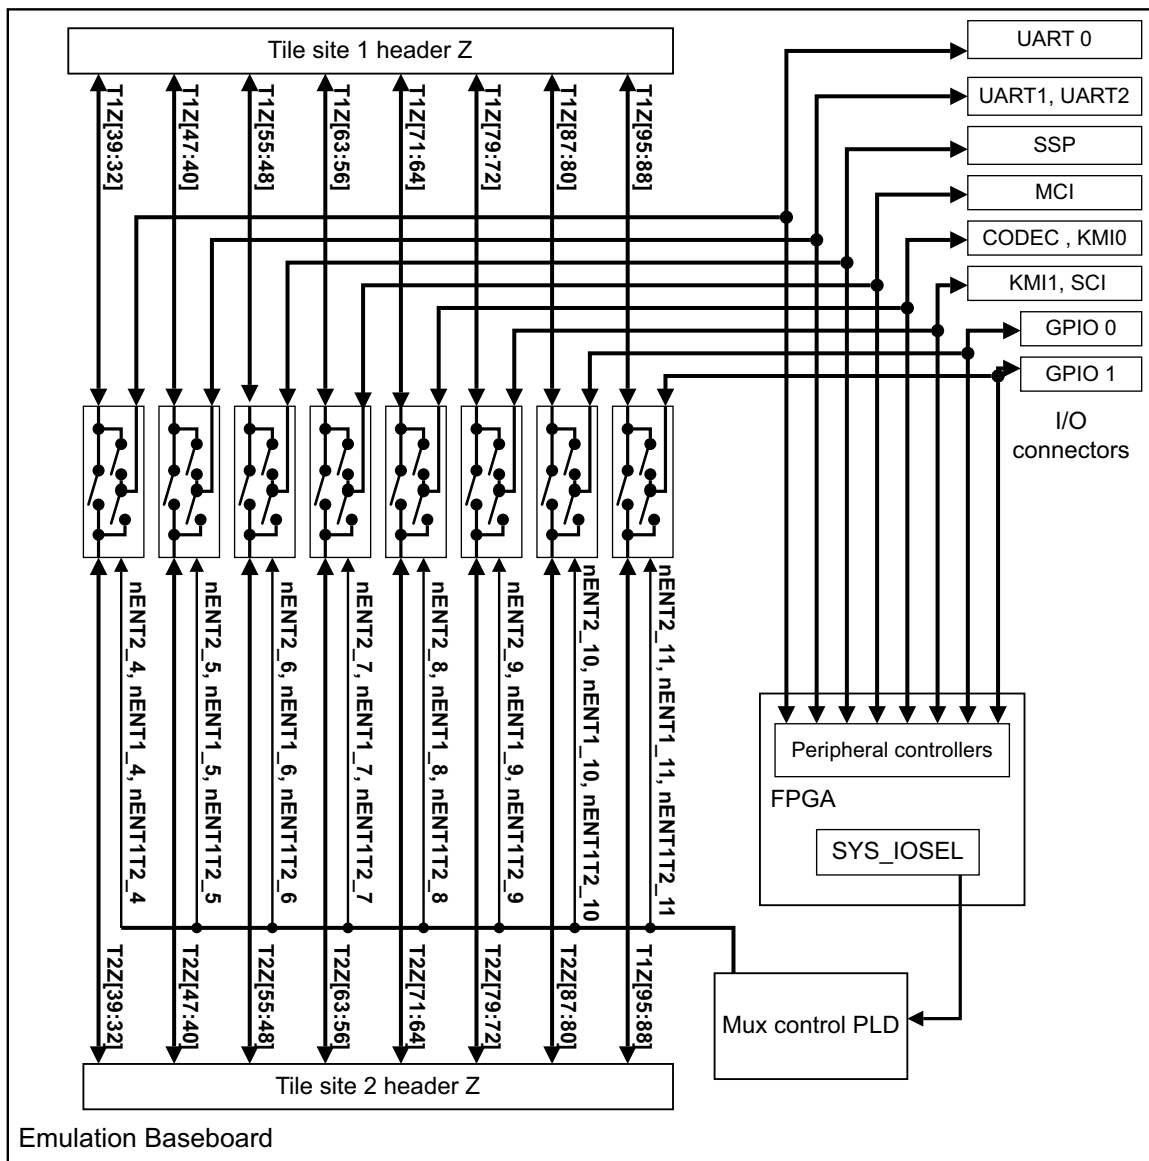 Tile site 1 header Z
UART 0
UART1, UART2
SSP
MCI
CODEC , KMI0
KMI1, SCI
GPIO 0
GPIO 1
I/O
connectors
T1Z[39:32]
T1Z[47:40]
T1Z[55:48]
T1Z[63:56]
T1Z[71:64]
T1Z[79:72]
T1Z[87:80]
T1Z[95:88]
nENT2_4, nENT1_4, nENT1T2_4
nENT2_5, nENT1_5, nENT1T2_5
nENT2_6, nENT1_6, nENT1T2_6
nENT2_7, nENT1_7, nENT1T2_7
nENT2_8, nENT1_8, nENT1T2_8
nENT2_9, nENT1_9, nENT1T2_9
nENT2_10, nENT1_10, nENT1T2_10
nENT2_11, nENT1_11, nENT1T2_11
Peripheral controllers
FPGA
SYS_IOSEL
T2Z[39:32]
T2Z[47:40]
T2Z[55:48]
T2Z[63:56]
T2Z[71:64]
T2Z[79:72]
T2Z[87:80]
T1Z[95:88]
Mux control PLD
Tile site 2 header Z
Emulation Baseboard